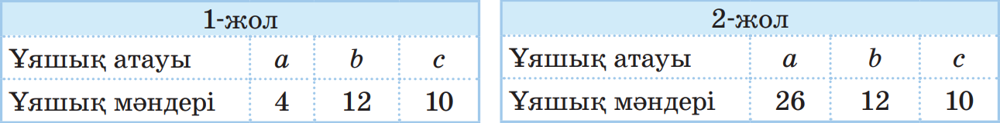 1-жол
Ұяшық атауы a b c
Ұяшық мәндері 4 12 10
2-жол
Ұяшық атауы a b c
Ұяшық мәндері 26 12 10